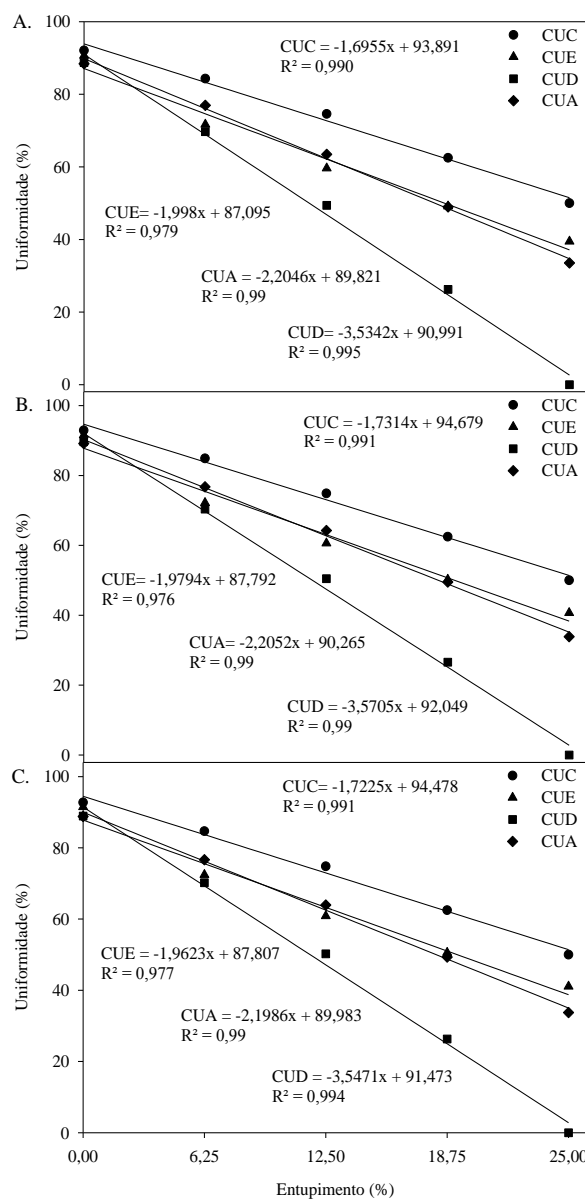 A.
100
80
60
40
20
0
Uniformidade (%)
CUC = -1,6955x + 93,891
R² = 0,990
CUC
CUE
CUD
CUA
CUE= -1,998x + 87,095
R² = 0,979
CUA = -2,2046x + 89,821
R² = 0,99
CUD= -3,5342x + 90,991
R² = 0,995
B.
100
80
60
40
20
0
Uniformidade (%)
CUC = -1,7314x + 94,679
R² = 0,991
CUC
CUE
CUD
CUA
CUE= -1,9794x + 87,792
R² = 0,976
CUA= -2,2052x + 90,265
R² = 0,99
CUD = -3,5705x + 92,049
R² = 0,99
C.
100
80
60
40
20
0
Uniformidade (%)
CUC= -1,7225x + 94,478
R² = 0,991
CUC
CUE
CUD
CUA
CUE = -1,9623x + 87,807
R² = 0,977
CUA = -2,1986x + 89,983
R² = 0,99
CUD = -3,5471x + 91,473
R² = 0,994
0,00 6,25 12,50 18,75 25,00
Entupimento (%)